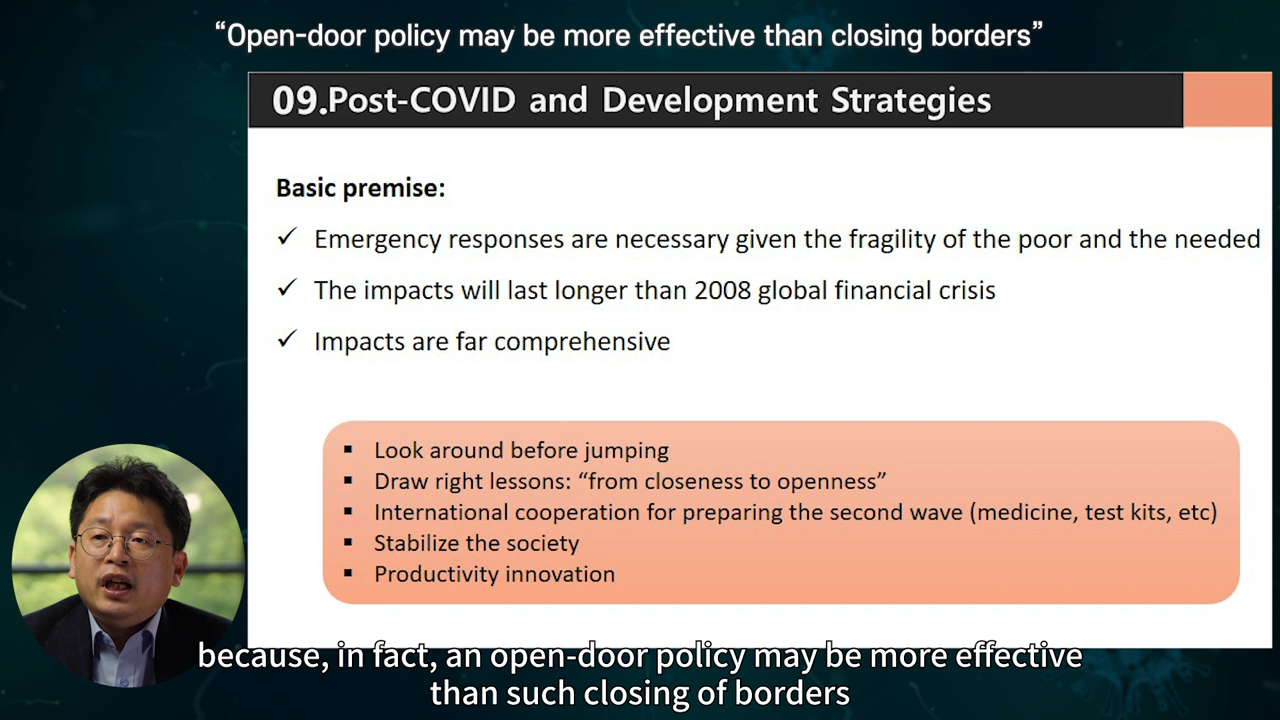 “Open-door policy may be more effective than closing borders”
09.Post-COVID and Development Strategies
Basic premise:
✓ Emergency responses are necessary given the fragility of the poor and the needed
✓ The impacts will last longer than 2008 global financial crisis
✓ Impacts are far comprehensive
▪ Look around before jumping
▪ Draw right lessons: “from closeness to openness”
▪ International cooperation for preparing the second wave (medicine, test kits, etc)
▪ Stabilize the society
▪ Productivity innovation
because, in fact, an open-door policy may be more effective
than such closing of borders